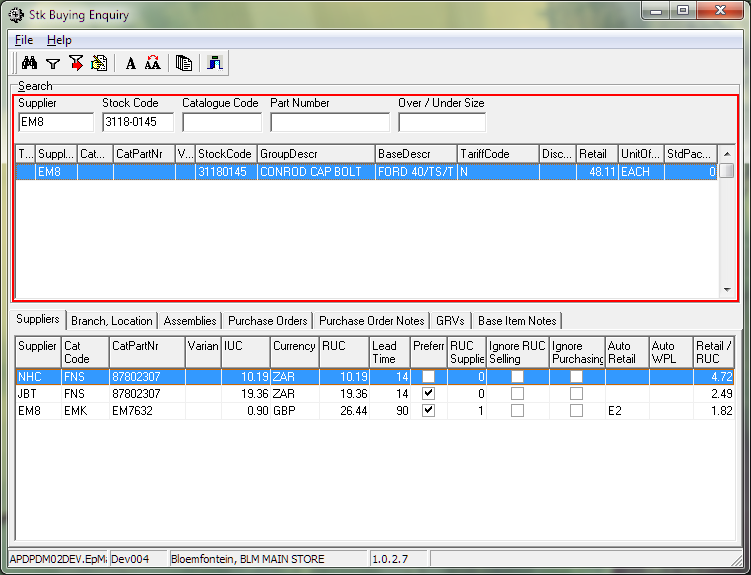 Stk Buying Enquiry
File Help
A AA
Search
Supplier Stock Code Catalogue Code Part Number Over / Under Size
EM8 3118-0145
T... Suppl... Cat... CatPartNr V... StockCode GroupDescr BaseDescr TariffCode Disc... Retail UnitOf... StdPac...
EM8 31180145 CONROD CAP BOLT FORD 40/TS/T N 48.11 EACH 0
Suppliers Branch, Location Assemblies Purchase Orders Purchase Order Notes GRVs Base Item Notes
Supplier Cat Code CatPartNr Varian IUC Currency RUC Lead Time Preferr RUC Supplie Ignore RUC Selling Ignore Purchasing Auto Retail Auto WPL Retail / RUC
NHC FNS 87802307 10.19 ZAR 10.19 14 0 4.72
JBT FNS 87802307 19.36 ZAR 19.36 14 0 2.49
EM8 EMK EM7632 0.90 GBP 26.44 90 1 E2 1.82
APDPDM02DEV.EpMa Dev004 Bloemfontein, BLM MAIN STORE 1.0.2.7